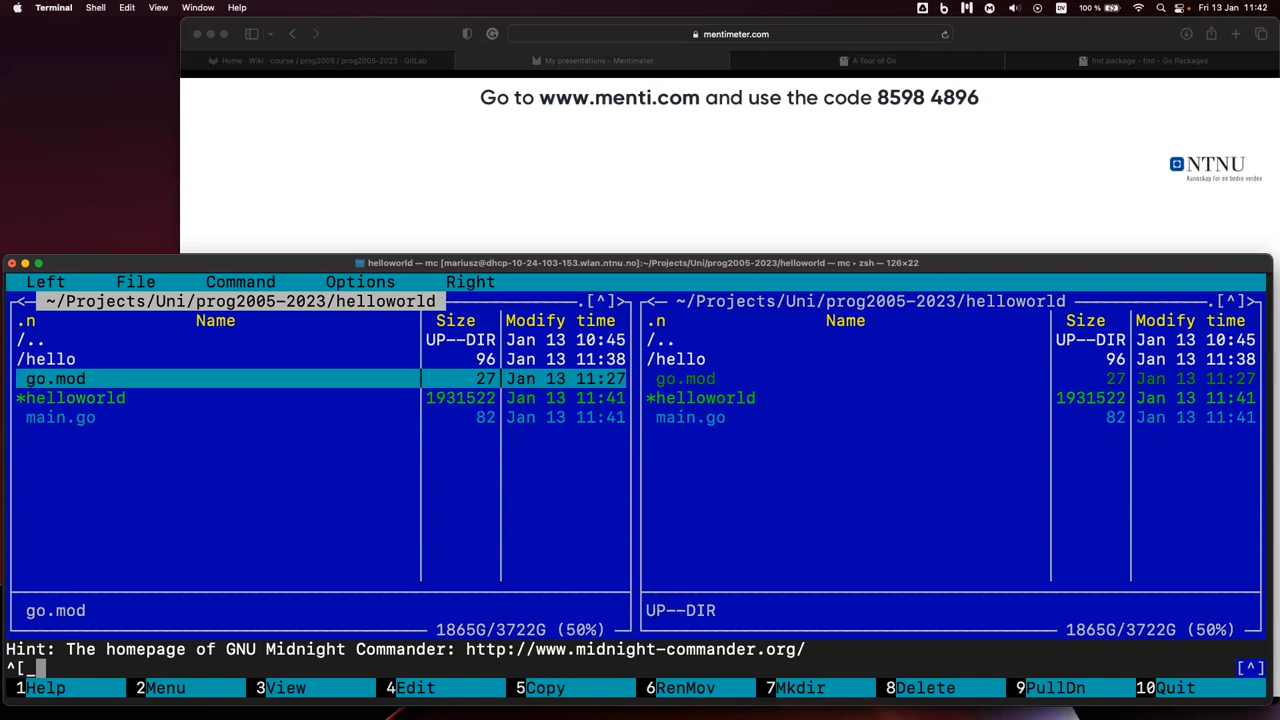 Terminal Shell Edit View Window Help 100 % Fri 13 Jan 11:42
mentimeter.com
Home · Wiki · course / prog2005 / prog2005-2023 · GitLab My presentations - Mentimeter A Tour of Go fmt package - fmt - Go Packages
Go to www.menti.com and use the code 8598 4896
NTNU
Kunnskap for en bedre verden
helloworld — mc [mariusz@dhcp-10-24-103-153.wlan.ntnu.no]:~/Projects/Uni/prog2005-2023/helloworld — mc ▸ zsh — 126×22
Left File Command Options Right
<— ~/Projects/Uni/prog2005-2023/helloworld .[^]> <— ~/Projects/Uni/prog2005-2023/helloworld .[^]>
.n Name Size Modify time .n Name Size Modify time
/.. UP--DIR Jan 13 10:45 /.. UP--DIR Jan 13 10:45
/hello 96 Jan 13 11:38 /hello 96 Jan 13 11:38
go.mod 27 Jan 13 11:27 go.mod 27 Jan 13 11:27
*helloworld 1931522 Jan 13 11:41 *helloworld 1931522 Jan 13 11:41
main.go 82 Jan 13 11:41 main.go 82 Jan 13 11:41
go.mod UP--DIR
1865G/3722G (50%) 1865G/3722G (50%)
Hint: The homepage of GNU Midnight Commander: http://www.midnight-commander.org/
^[_ [^]
1Help 2Menu 3View 4Edit 5Copy 6RenMov 7Mkdir 8Delete 9PullDn 10Quit